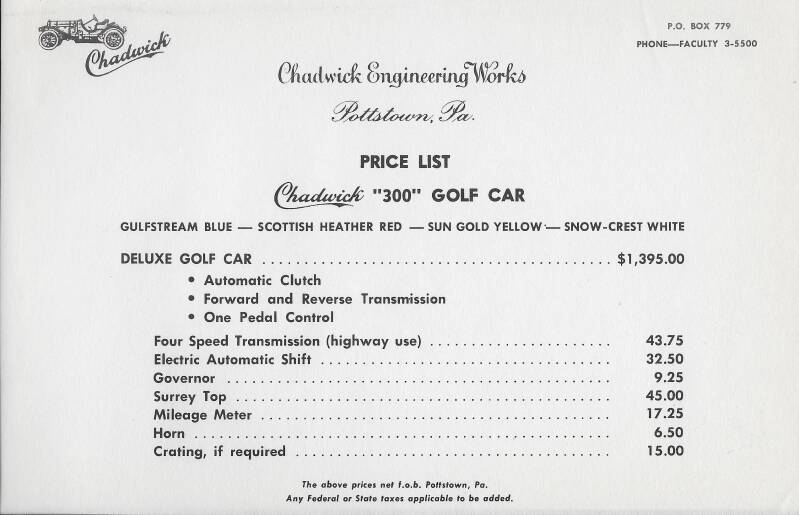 Chadwick
P.O. BOX 779
PHONE—FACULTY 3-5500
Chadwick Engineering Works
Pottstown, Pa.
PRICE LIST
Chadwick "300" GOLF CAR
GULFSTREAM BLUE — SCOTTISH HEATHER RED — SUN GOLD YELLOW — SNOW-CREST WHITE
DELUXE GOLF CAR . . . . . . . . . . . . . . . . . . . . . . . . . . . . . . . . . . . . . . . . . . $1,395.00
• Automatic Clutch
• Forward and Reverse Transmission
• One Pedal Control
Four Speed Transmission (highway use) . . . . . . . . . . . . . . . . . . . . . 43.75
Electric Automatic Shift . . . . . . . . . . . . . . . . . . . . . . . . . . . . . . . . . 32.50
Governor . . . . . . . . . . . . . . . . . . . . . . . . . . . . . . . . . . . . . . . . . . . 9.25
Surrey Top . . . . . . . . . . . . . . . . . . . . . . . . . . . . . . . . . . . . . . . . . . 45.00
Mileage Meter . . . . . . . . . . . . . . . . . . . . . . . . . . . . . . . . . . . . . . . 17.25
Horn . . . . . . . . . . . . . . . . . . . . . . . . . . . . . . . . . . . . . . . . . . . . . . 6.50
Crating, if required . . . . . . . . . . . . . . . . . . . . . . . . . . . . . . . . . . . 15.00
The above prices net f.o.b. Pottstown, Pa.
Any Federal or State taxes applicable to be added.